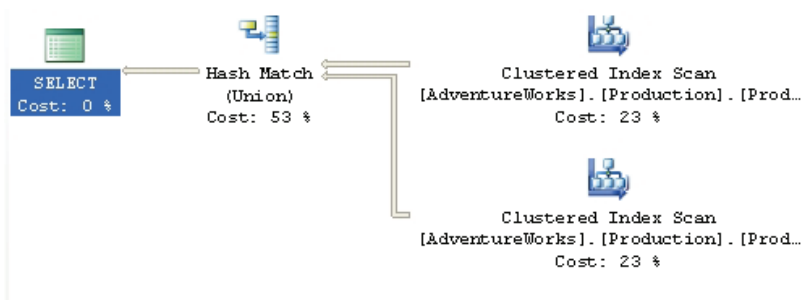 SELECT
Cost: 0 %
Hash Match
(Union)
Cost: 53 %
Clustered Index Scan
[AdventureWorks].[Production].[Prod…
Cost: 23 %
Clustered Index Scan
[AdventureWorks].[Production].[Prod…
Cost: 23 %